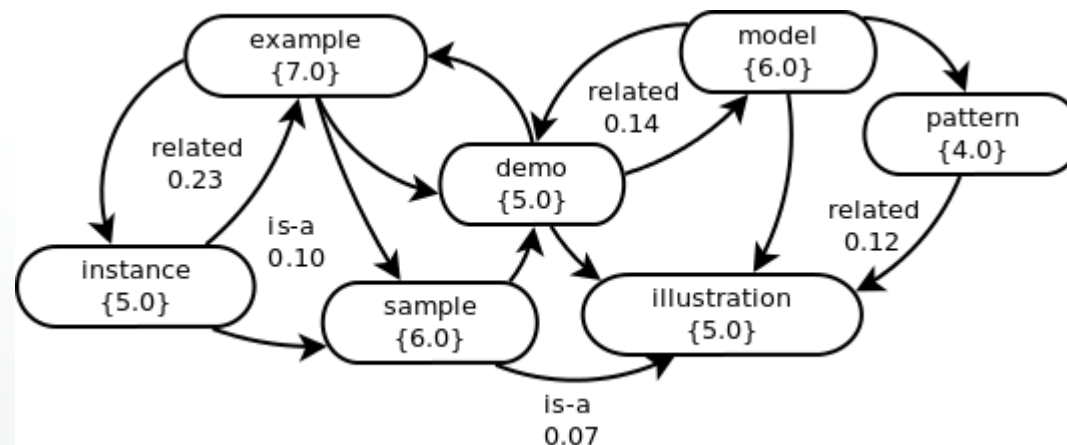 example
{7.0}
model
{6.0}
related
0.14
pattern
{4.0}
related
0.23
demo
{5.0}
related
0.12
is-a
0.10
instance
{5.0}
sample
{6.0}
illustration
{5.0}
is-a
0.07